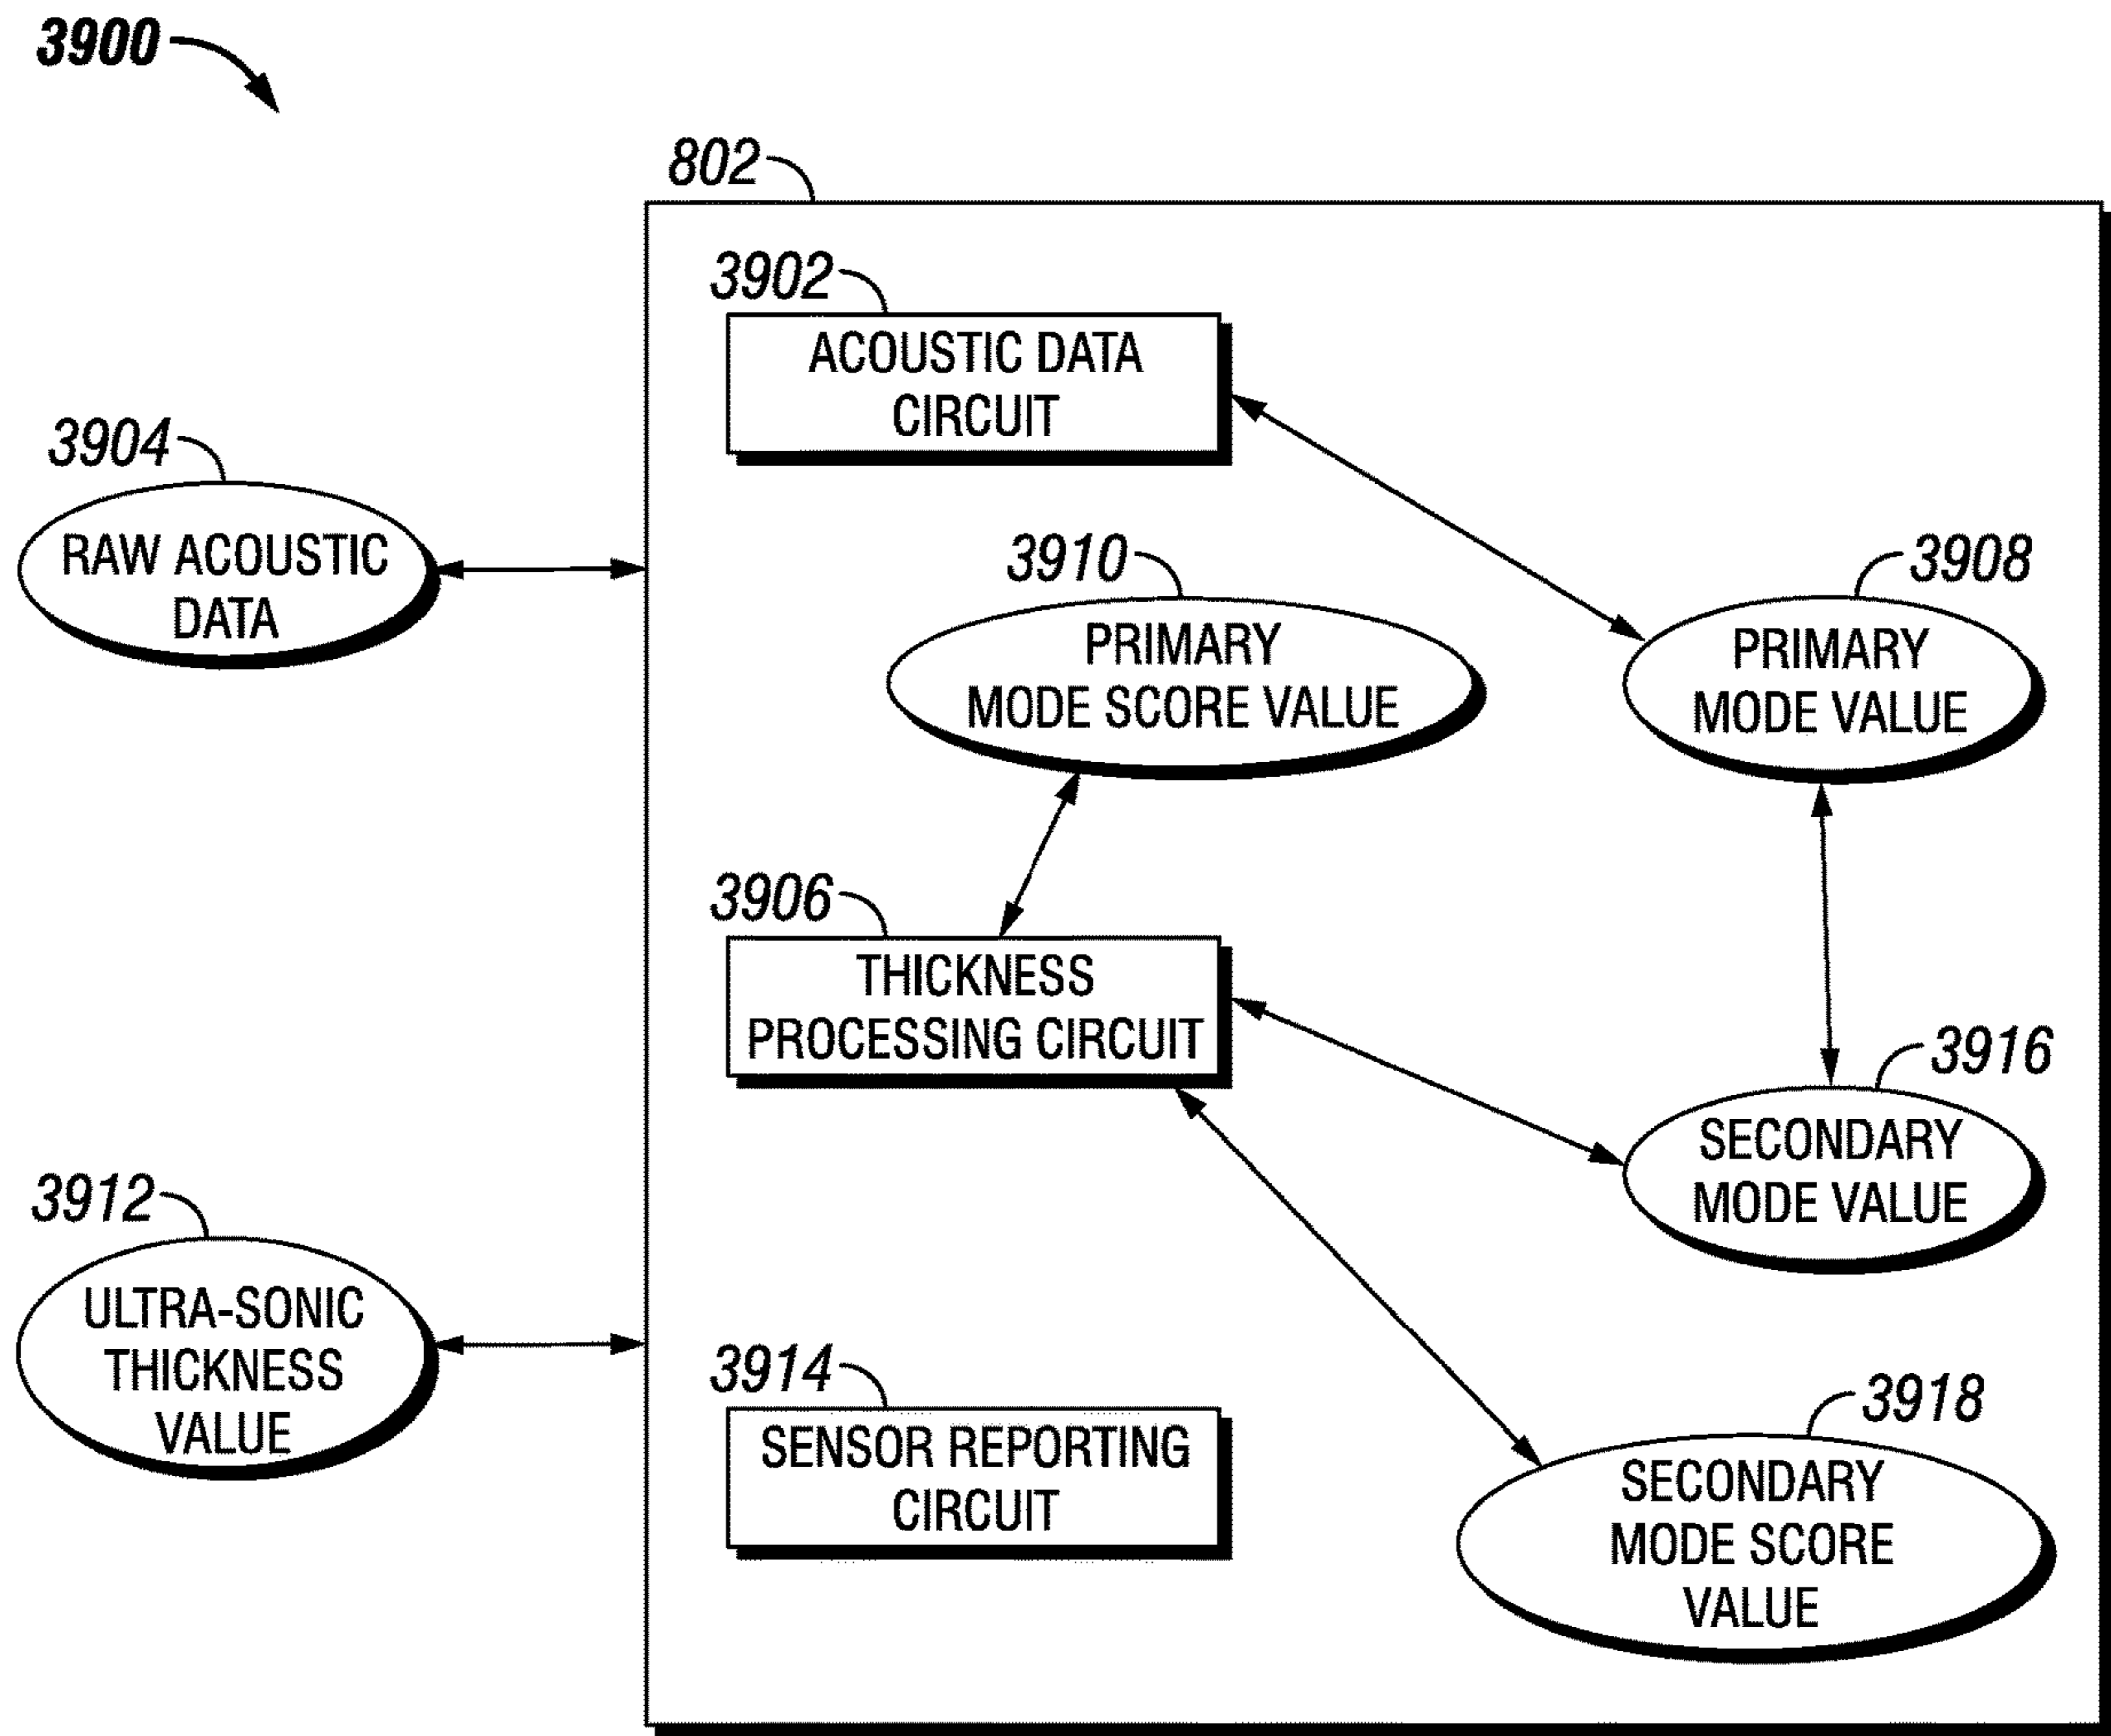 3900
802
3902
ACOUSTIC DATA
CIRCUIT
3904
RAW ACOUSTIC
DATA
3910
PRIMARY
MODE SCORE VALUE
3908
PRIMARY
MODE VALUE
3906
THICKNESS
PROCESSING CIRCUIT
3916
SECONDARY
MODE VALUE
3912
ULTRA-SONIC
THICKNESS
VALUE
3914
SENSOR REPORTING
CIRCUIT
3918
SECONDARY
MODE SCORE
VALUE